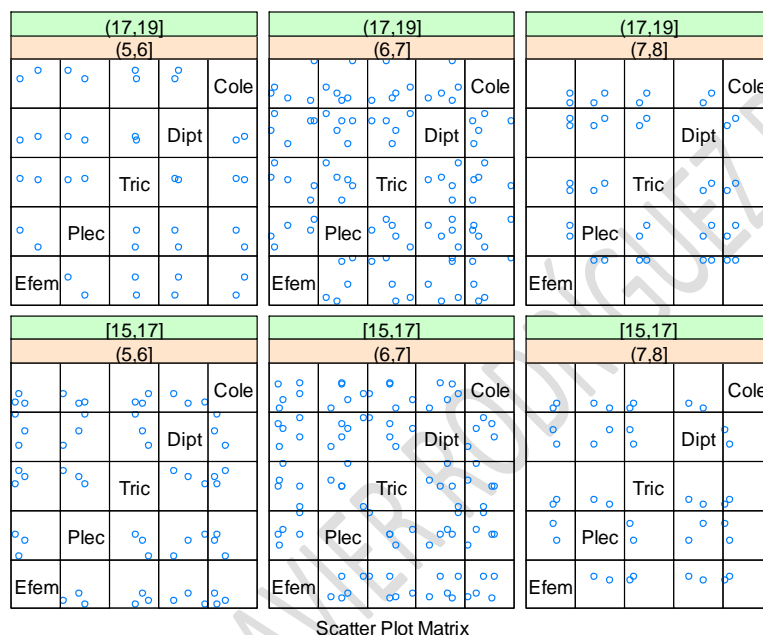 (17,19] (17,19] (17,19]
(5,6] (6,7] (7,8]
Cole Cole Cole
Dipt Dipt Dipt
Tric Tric Tric
Plec Plec Plec
Efem Efem Efem
[15,17] [15,17] [15,17]
(5,6] (6,7] (7,8]
Cole Cole Cole
Dipt Dipt Dipt
Tric Tric Tric
Plec Plec Plec
Efem Efem Efem
Scatter Plot Matrix
AVIER RODRÍGUEZ